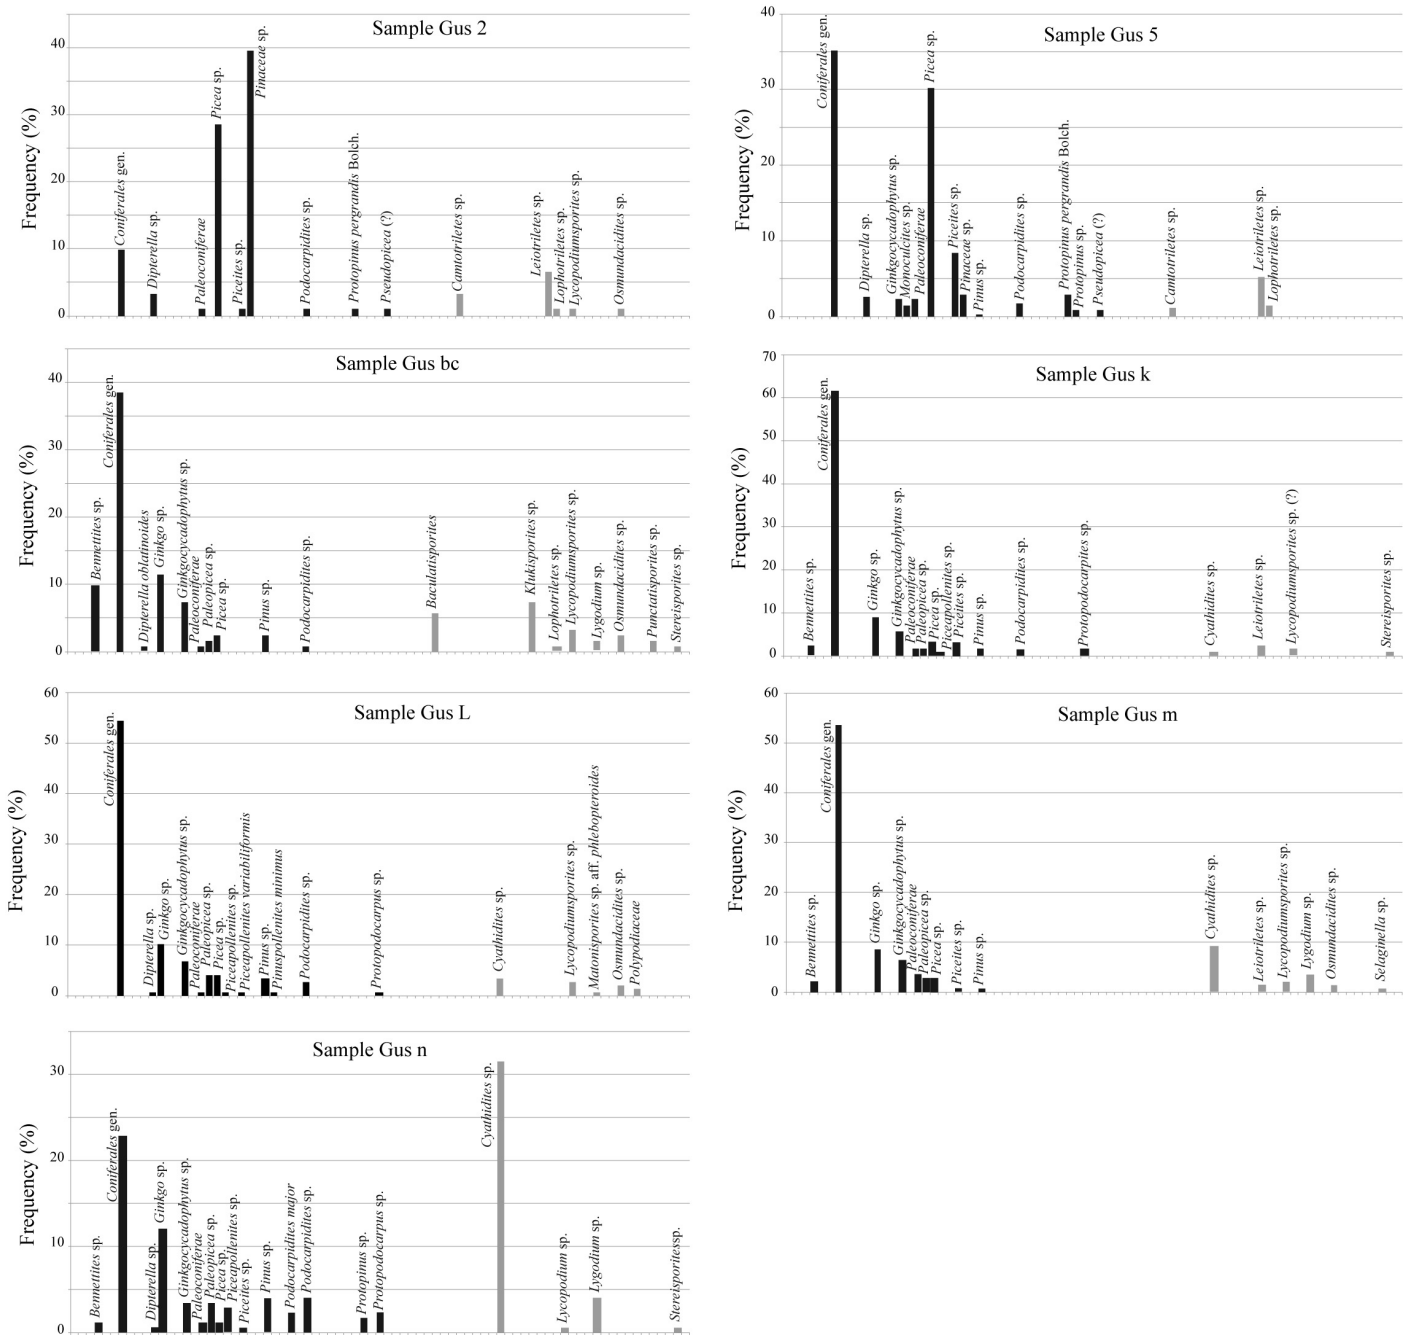 Sample Gus 2
Frequency (%)
40
30
20
10
0
Coniferales gen.
Dipterella sp.
Paleoconiferae
Picea sp.
Piceites sp.
Pinaceae sp.
Podocarpidites sp.
Protopinus pergrandis Bolch.
Pseudopicea (?)
Camtotriletes sp.
Leiotriletes sp.
Lophotriletes sp.
Lycopodiumsporites sp.
Osmundacidites sp.
Sample Gus 5
Frequency (%)
40
30
20
10
0
Coniferales gen.
Dipterella sp.
Ginkgocycadophytus sp.
Monoulcites sp.
Paleoconiferae
Picea sp.
Piceites sp.
Pinaceae sp.
Pinus sp.
Podocarpidites sp.
Protopinus pergrandis Bolch.
Protopinus sp.
Pseudopicea (?)
Camtotriletes sp.
Leiotriletes sp.
Lophoriletes sp.
Sample Gus bc
Frequency (%)
40
30
20
10
0
Bennettites sp.
Coniferales gen.
Dipterella oblatinoides
Ginkgo sp.
Ginkgocycadophytus sp.
Paleoconiferae
Paleopicea sp.
Picea sp.
Pinus sp.
Podocarpidites sp.
Baculatisporites
Klukisporites sp.
Lophotriletes sp.
Lycopodiumsporites sp.
Lygodium sp.
Osmundacidites sp.
Punctatisporites sp.
Stereisporites sp.
Sample Gus k
Frequency (%)
70
60
50
40
30
20
10
0
Bennettites sp.
Coniferales gen.
Ginkgo sp.
Ginkgocycadophytus sp.
Paleoconiferae
Paleopicea sp.
Picea sp.
Piceapollenites sp.
Piceites sp.
Pinus sp.
Podocarpidites sp.
Protopodocarpites sp.
Cyathidites sp.
Leiotriletes sp.
Lycopodiumsporites sp. (?)
Stereisporites sp.
Sample Gus L
Frequency (%)
60
50
40
30
20
10
0
Coniferales gen.
Dipterella sp.
Ginkgo sp.
Ginkgocycadophytus sp.
Paleoconiferae
Paleopicea sp.
Picea sp.
Piceapollenites sp.
Piceapollenites variabiliformis
Pinus sp.
Pinuspollenites minimus
Podocarpidites sp.
Protopodocarpus sp.
Cyathidites sp.
Lycopodiumsporites sp.
Matonisporites sp. aff. phlebopteroides
Osmundacidites sp.
Polypodiaceae
Sample Gus m
Frequency (%)
60
50
40
30
20
10
0
Bennettites sp.
Coniferales gen.
Ginkgo sp.
Ginkgocycadophytus sp.
Paleoconiferae
Paleopicea sp.
Picea sp.
Piceites sp.
Pinus sp.
Cyathidites sp.
Leiotriletes sp.
Lycopodiumsporites sp.
Lygodium sp.
Osmundacidites sp.
Selaginella sp.
Sample Gus n
Frequency (%)
30
20
10
0
Bennettites sp.
Coniferales gen.
Dipterella sp.
Ginkgo sp.
Ginkgocycadophytus sp.
Paleoconiferae
Paleopicea sp.
Picea sp.
Piceapollenites sp.
Piceites sp.
Pinus sp.
Podocarpidites major
Podocarpidites sp.
Protopinus sp.
Protopodocarpus sp.
Cyathidites sp.
Lycopodium sp.
Lygodium sp.
Stereisporitessp.